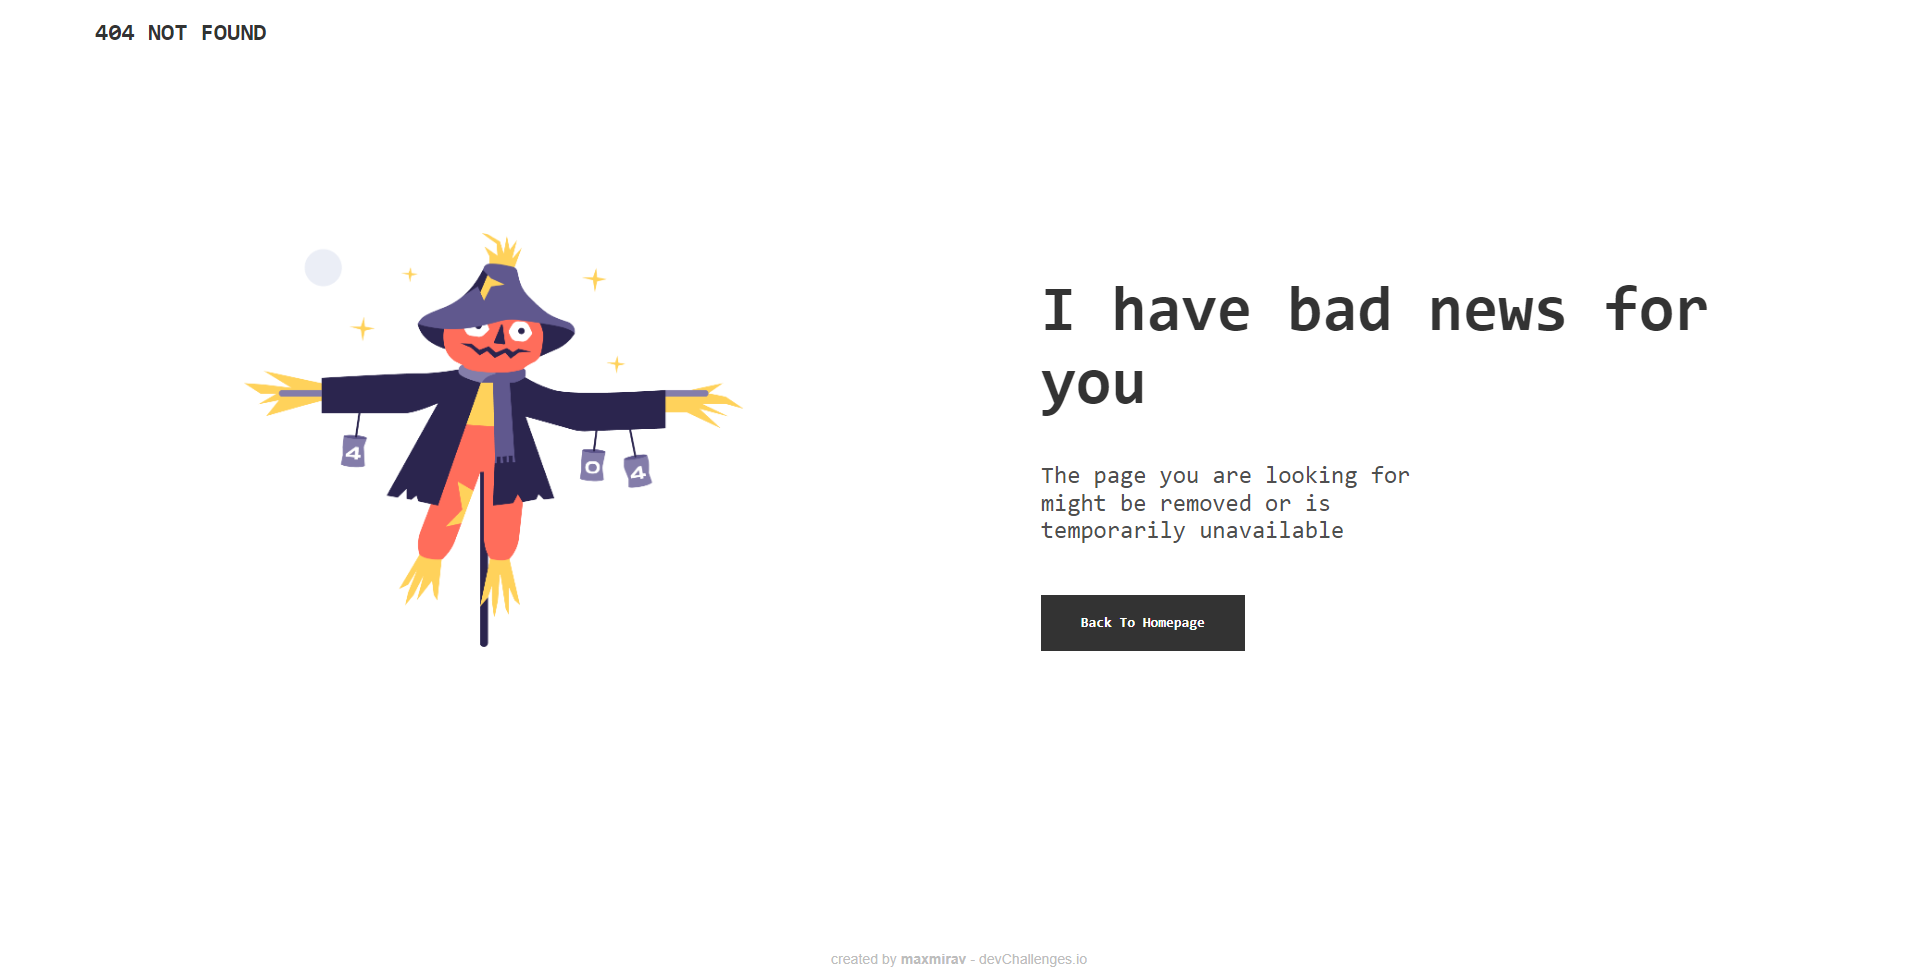 404 NOT FOUND
4
0
4
I have bad news for
you
The page you are looking for
might be removed or is
temporarily unavailable
Back To Homepage
created by maxmirav - devChallenges.io